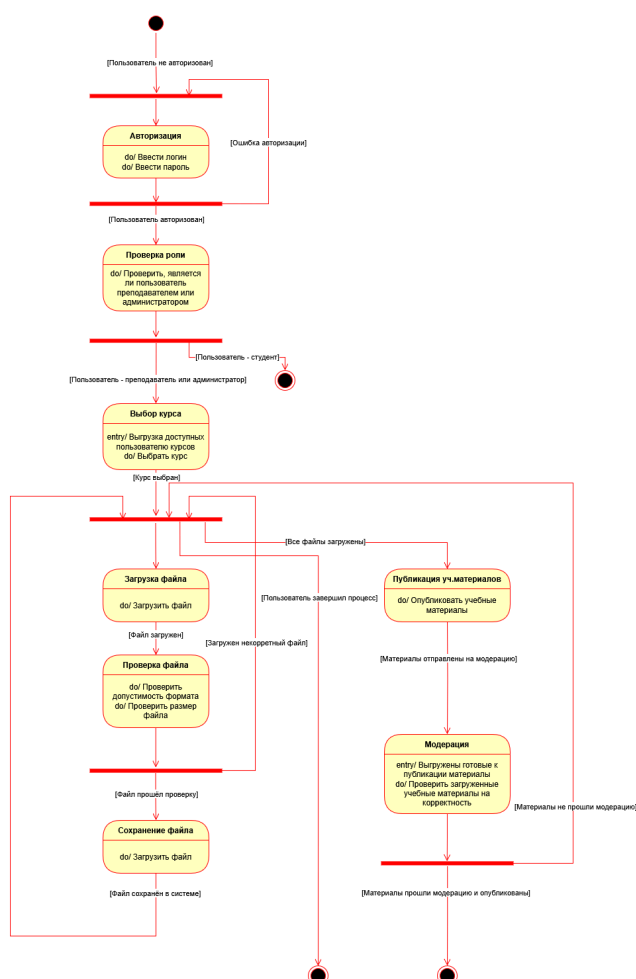 [Пользователь не авторизован]
Авторизация
do/ Ввести логин
do/ Ввести пароль
[Ошибка авторизации]
[Пользователь авторизован]
Проверка роли
do/ Проверить, является
ли пользователь
преподавателем или
администратором
[Пользователь - студент]
[Пользователь - преподаватель или администратор]
Выбор курса
entry/ Выгрузка доступных
пользователю курсов
do/ Выбрать курс
[Курс выбран]
[Все файлы загружены]
Загрузка файла
do/ Загрузить файл
Публикация уч.материалов
do/ Опубликовать учебные
материалы
[Пользователь завершил процесс]
[Файл загружен]
[Загружен некорретный файл]
Проверка файла
do/ Проверить
допустимость формата
do/ Проверить размер
файла
[Материалы отправлены на модерацию]
Модерация
entry/ Выгружены готовые к
публикации материалы
do/ Проверить загруженные
учебные материалы на
корректность
[Файл прошёл проверку]
[Материалы не прошли модерацию]
Сохранение файла
do/ Загрузить файл
[Файл сохранён в системе]
[Материалы прошли модерацию и опубликованы]